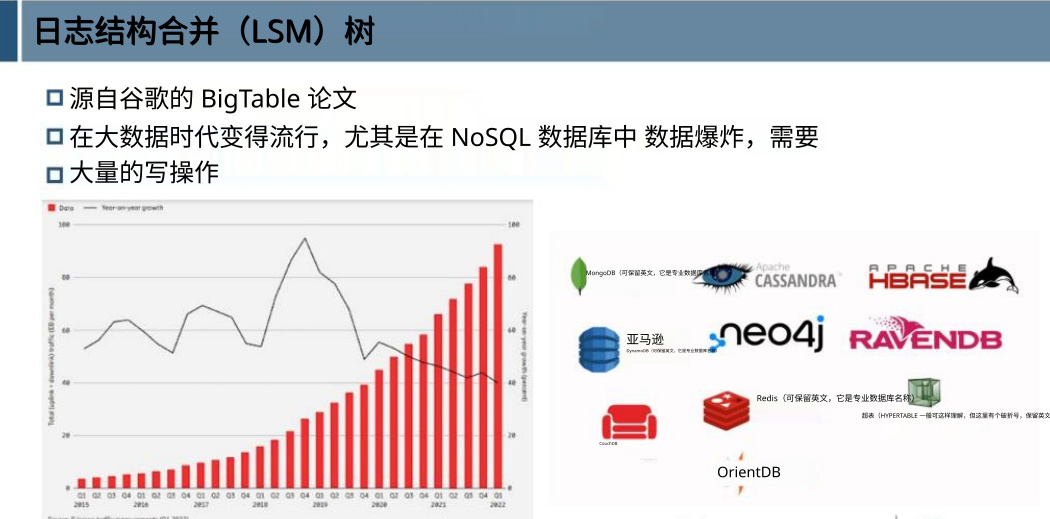 日志结构合并（LSM）树
源自谷歌的 BigTable 论文
在大数据时代变得流行，尤其是在 NoSQL 数据库中 数据爆炸，需要
大量的写操作
Data Year-on-year growth
100 100
80 80
60 60
40 40
20 20
0 0
Total (uplink + downlink) traffic (EB per month)
Year-on-year growth (percent)
Q1 Q2 Q3 Q4 Q1 Q2 Q3 Q4 Q1 Q2 Q3 Q4 Q1 Q2 Q3 Q4 Q1 Q2 Q3 Q4 Q1 Q2 Q3 Q4 Q1 Q2 Q3 Q4 Q1
2015 2016 2017 2018 2019 2020 2021 2022
MongoDB（可保留英文，它是专业数据库名称
Apache
CASSANDRA
APACHE
HBASE
亚马逊
DynamoDB（可保留英文，它是专业数据库名
neo4j
RAVENDB
CouchDB
Redis（可保留英文，它是专业数据库名称）
超表（HYPERTABLE 一般可这样理解，但这里有个破折号，保留英文
OrientDB